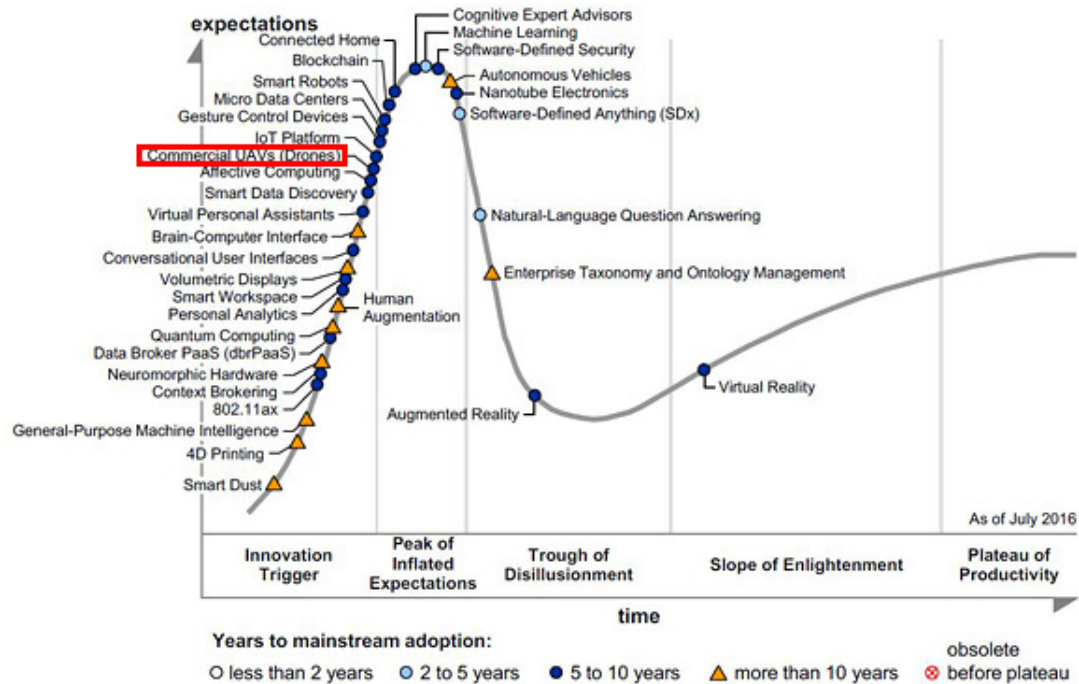 expectations
Cognitive Expert Advisors
Machine Learning
Software-Defined Security
Connected Home
Blockchain
Smart Robots
Micro Data Centers
Gesture Control Devices
IoT Platform
Commercial UAVs (Drones)
Affective Computing
Smart Data Discovery
Virtual Personal Assistants
Brain-Computer Interface
Conversational User Interfaces
Volumetric Displays
Smart Workspace
Personal Analytics
Quantum Computing
Data Broker PaaS (dbrPaaS)
Neuromorphic Hardware
Context Brokering
802.11ax
General-Purpose Machine Intelligence
4D Printing
Smart Dust
Human
Augmentation
Autonomous Vehicles
Nanotube Electronics
Software-Defined Anything (SDx)
Natural-Language Question Answering
Enterprise Taxonomy and Ontology Management
Augmented Reality
Virtual Reality
As of July 2016
Innovation
Trigger
Peak of
Inflated
Expectations
Trough of
Disillusionment
Slope of Enlightenment
Plateau of
Productivity
time
Years to mainstream adoption:
less than 2 years
2 to 5 years
5 to 10 years
more than 10 years
obsolete
before plateau